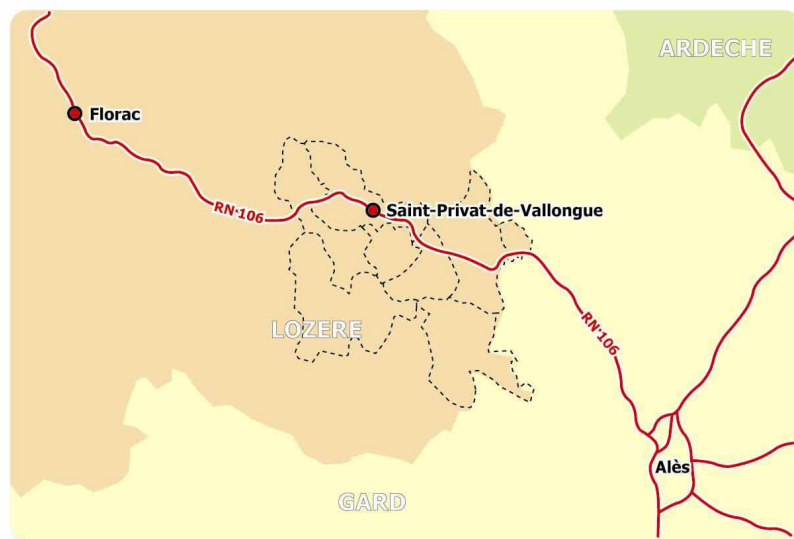 ARDECHE
Florac
RN 106
Saint-Privat-de-Vallongue
LOZERE
RN 106
Alès
GARD